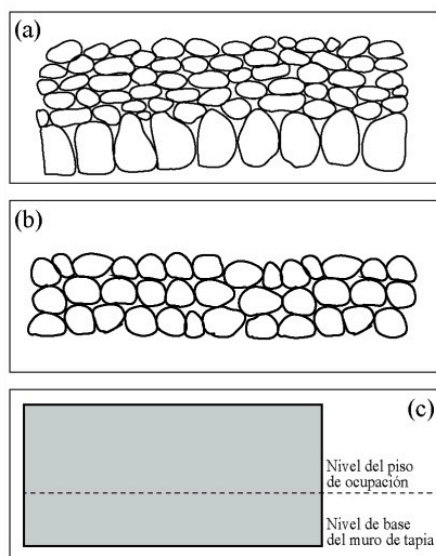 (a)
(b)
(c)
Nivel del piso
de ocupación
Nivel de base
del muro de tapia